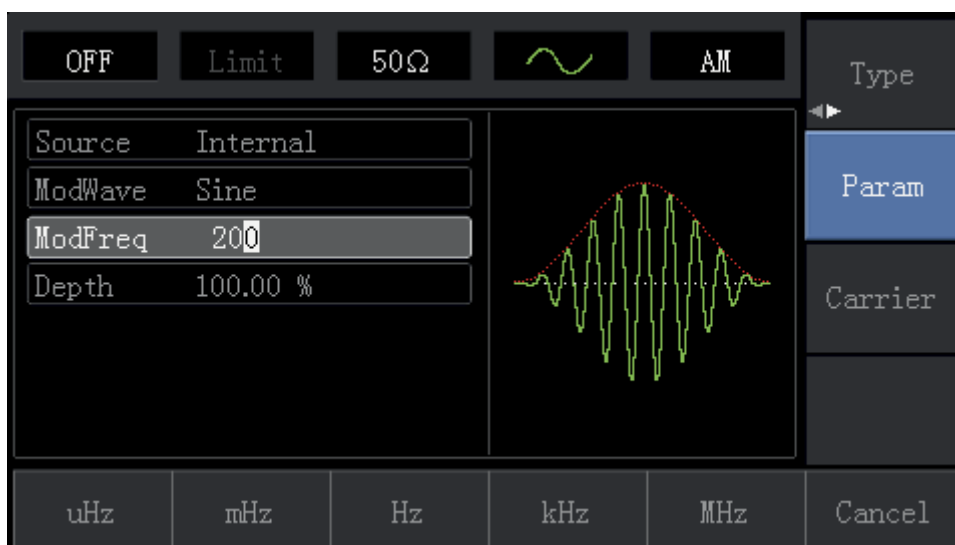 OFF Limit 50Ω AM
Type
Source Internal
ModWave Sine
Param
ModFreq 200
Depth 100.00 %
Carrier
uHz mHz Hz kHz MHz Cancel